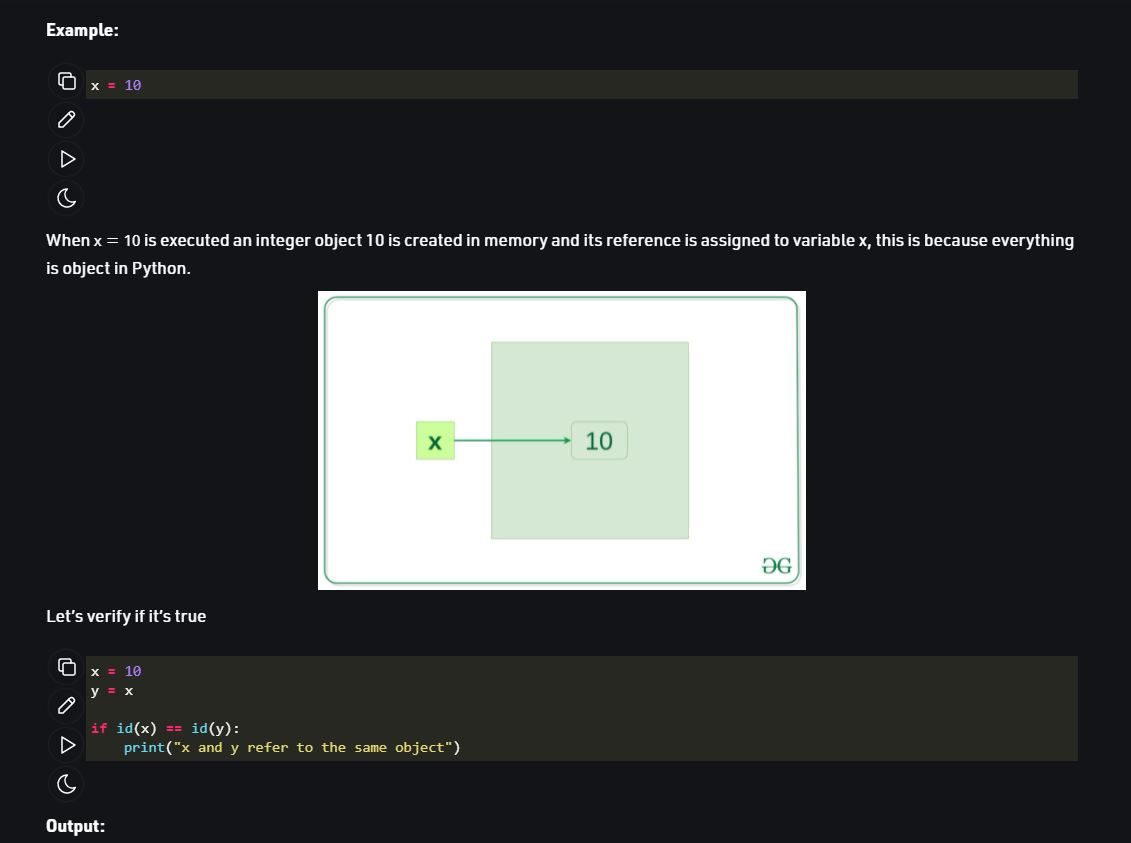 Example:
x = 10
When x = 10 is executed an integer object 10 is created in memory and its reference is assigned to variable x, this is because everything
is object in Python.
x
10
Let's verify if it's true
x = 10
y = x
if id(x) == id(y):
    print("x and y refer to the same object")
Output: